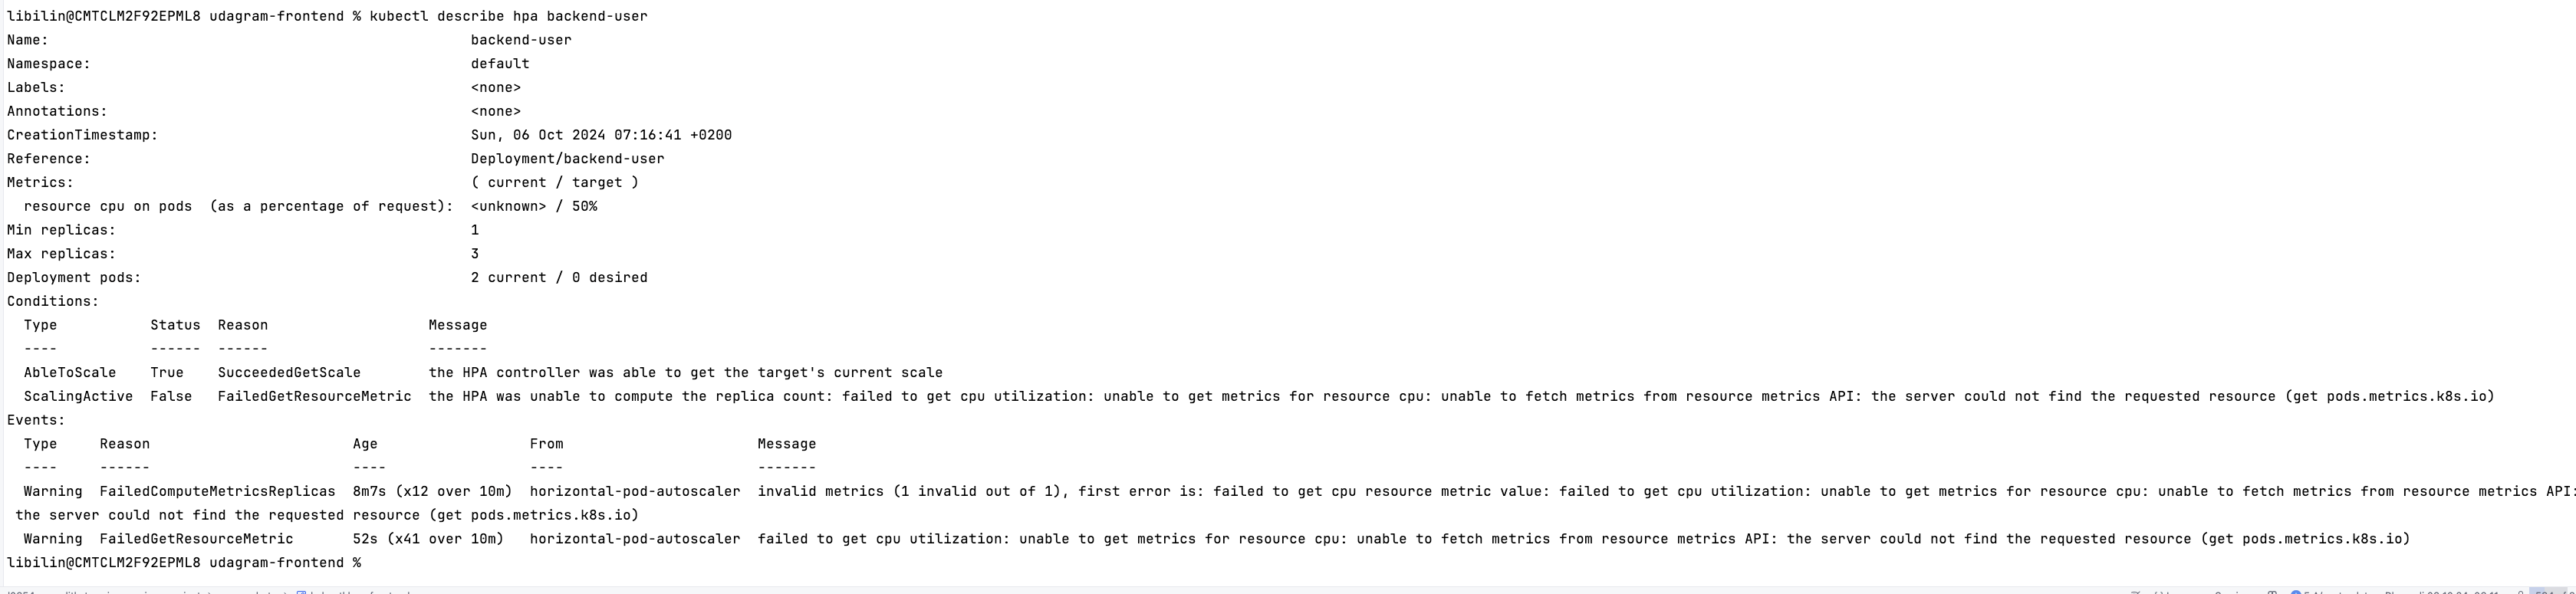 libilin@CMTCLM2F92EPML8 udagram-frontend % kubectl describe hpa backend-user
Name:                                                  backend-user
Namespace:                                             default
Labels:                                                <none>
Annotations:                                           <none>
CreationTimestamp:                                     Sun, 06 Oct 2024 07:16:41 +0200
Reference:                                             Deployment/backend-user
Metrics:                                               ( current / target )
  resource cpu on pods  (as a percentage of request):  <unknown> / 50%
Min replicas:                                          1
Max replicas:                                          3
Deployment pods:                                       2 current / 0 desired
Conditions:
  Type           Status  Reason                   Message
  ----           ------  ------                   -------
  AbleToScale    True    SucceededGetScale        the HPA controller was able to get the target's current scale
  ScalingActive  False   FailedGetResourceMetric  the HPA was unable to compute the replica count: failed to get cpu utilization: unable to get metrics for resource cpu: unable to fetch metrics from resource metrics API: the server could not find the requested resource (get pods.metrics.k8s.io)
Events:
  Type     Reason                        Age                  From                       Message
  ----     ------                        ----                 ----                       -------
  Warning  FailedComputeMetricsReplicas  8m7s (x12 over 10m)  horizontal-pod-autoscaler  invalid metrics (1 invalid out of 1), first error is: failed to get cpu resource metric value: failed to get cpu utilization: unable to get metrics for resource cpu: unable to fetch metrics from resource metrics API:
 the server could not find the requested resource (get pods.metrics.k8s.io)
  Warning  FailedGetResourceMetric       52s (x41 over 10m)   horizontal-pod-autoscaler  failed to get cpu utilization: unable to get metrics for resource cpu: unable to fetch metrics from resource metrics API: the server could not find the requested resource (get pods.metrics.k8s.io)
libilin@CMTCLM2F92EPML8 udagram-frontend %